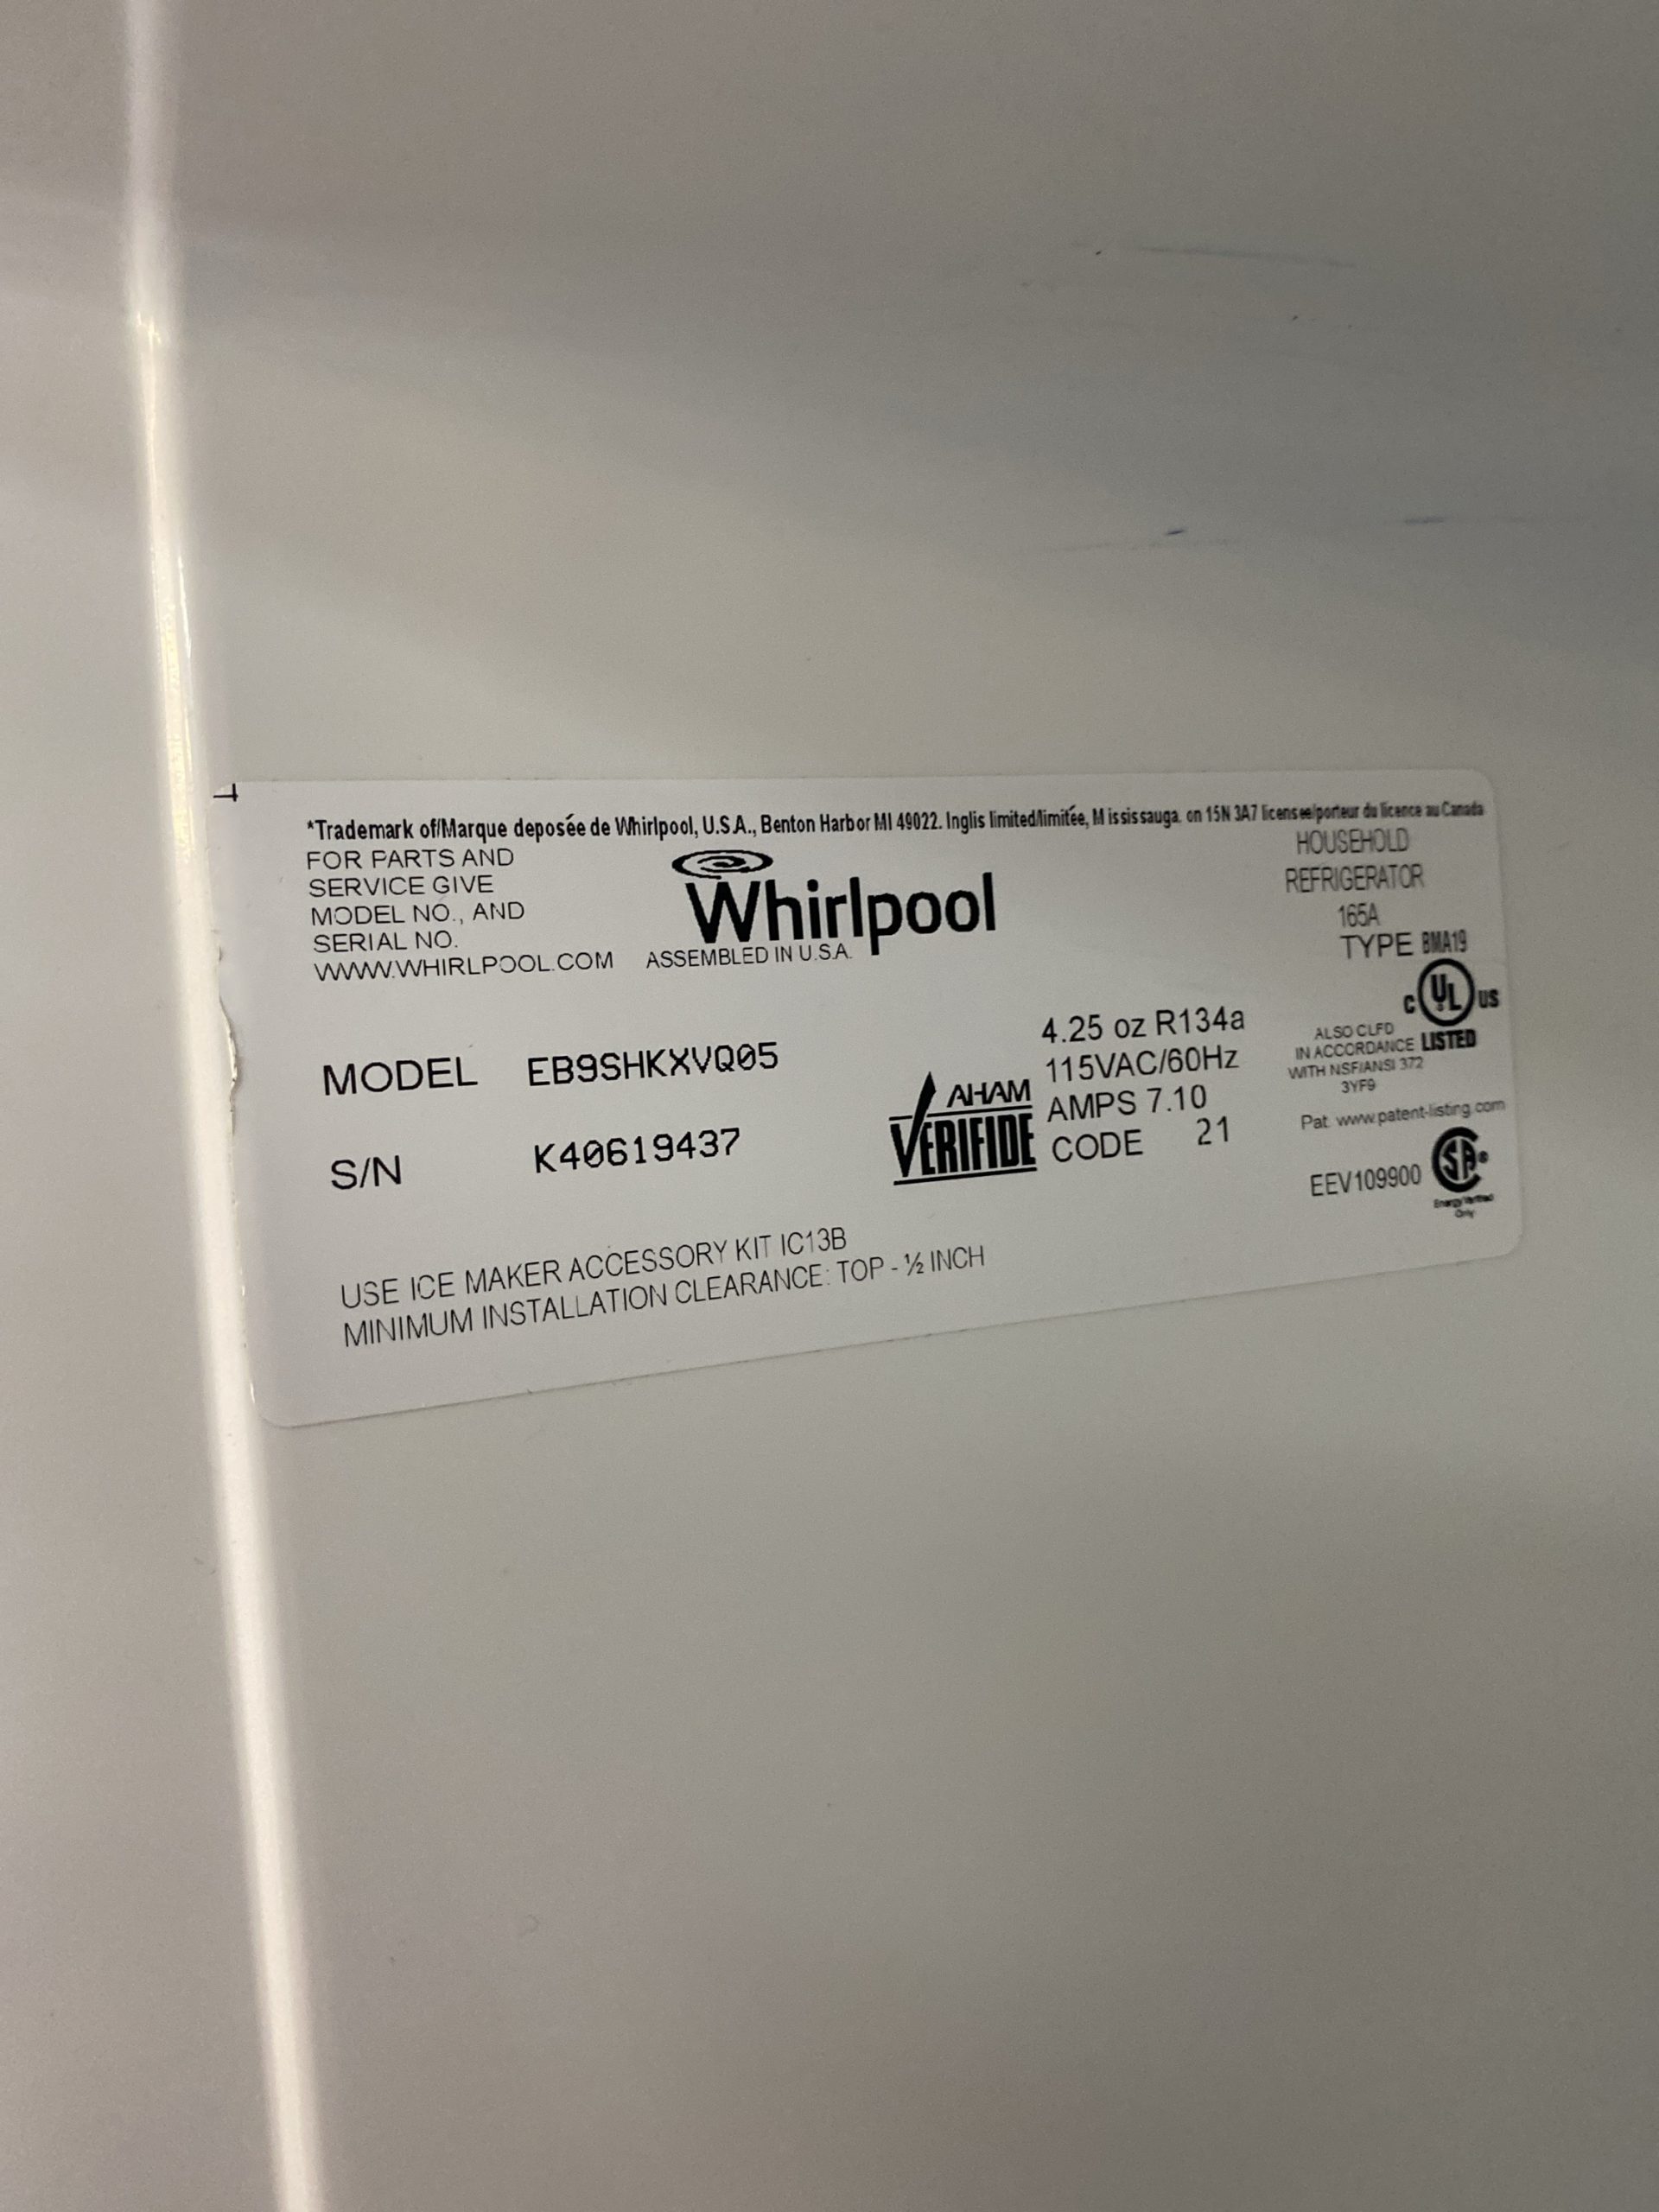 *Trademark of/Marque deposée de Whirlpool, U.S.A., Benton Harbor MI 49022. Inglis limited/limitée, Mississauga. on 15N 3A7 licensee/porteur du licence au Canada
FOR PARTS AND
SERVICE GIVE
MODEL NO., AND
SERIAL NO.
WWW.WHIRLPOOL.COM
Whirlpool
ASSEMBLED IN U.S.A.
HOUSEHOLD
REFRIGERATOR
165A
TYPE BMA19
C UL US
ALSO CLFD
IN ACCORDANCE LISTED
WITH NSF/ANSI 372
3YF9
Pat. www.patent-listing.com
MODEL EB9SHKXVQ05
S/N K40619437
AHAM
VERIFIDE
4.25 oz R134a
115VAC/60Hz
AMPS 7.10
CODE 21
EEV109900
SA®
Energy Verified
Only
USE ICE MAKER ACCESSORY KIT IC13B
MINIMUM INSTALLATION CLEARANCE: TOP - ½ INCH